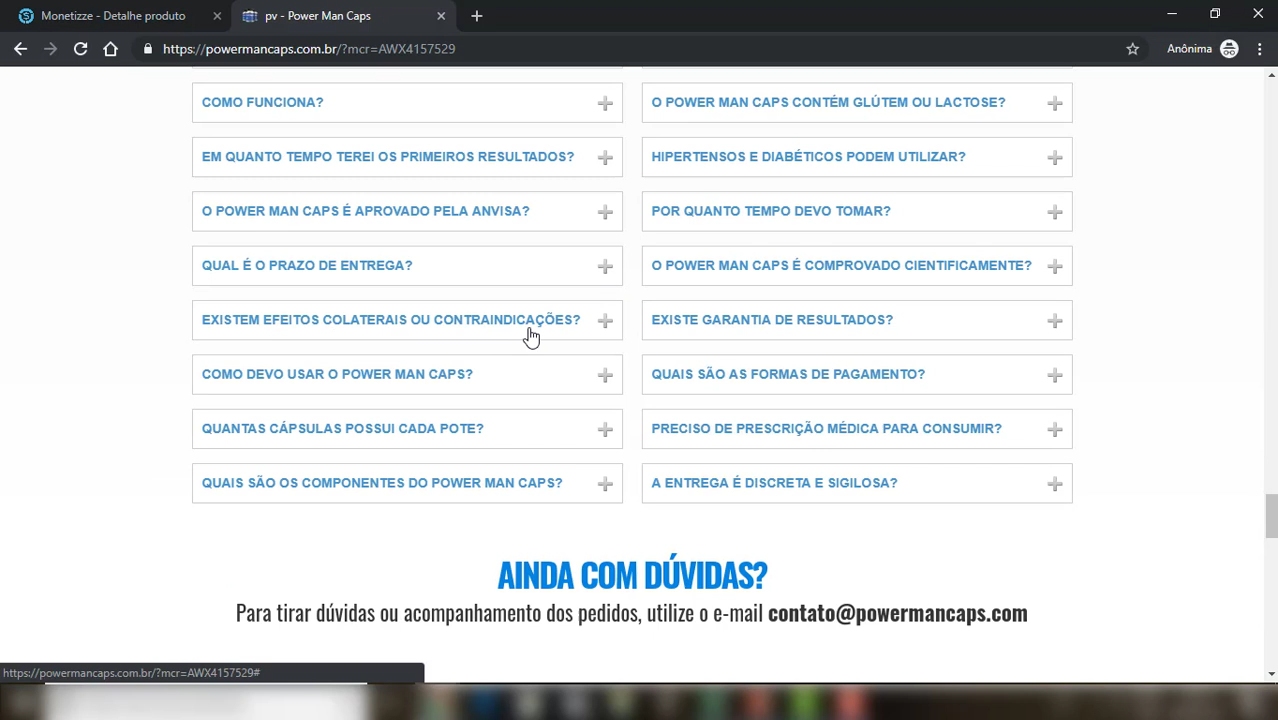 Monetizze - Detalhe produto
pv - Power Man Caps
https://powermancaps.com.br/?mcr=AWX4157529
Anônima
COMO FUNCIONA?
EM QUANTO TEMPO TEREI OS PRIMEIROS RESULTADOS?
O POWER MAN CAPS É APROVADO PELA ANVISA?
QUAL É O PRAZO DE ENTREGA?
EXISTEM EFEITOS COLATERAIS OU CONTRAINDICAÇÕES?
COMO DEVO USAR O POWER MAN CAPS?
QUANTAS CÁPSULAS POSSUI CADA POTE?
QUAIS SÃO OS COMPONENTES DO POWER MAN CAPS?
O POWER MAN CAPS CONTÉM GLÚTEM OU LACTOSE?
HIPERTENSOS E DIABÉTICOS PODEM UTILIZAR?
POR QUANTO TEMPO DEVO TOMAR?
O POWER MAN CAPS É COMPROVADO CIENTIFICAMENTE?
EXISTE GARANTIA DE RESULTADOS?
QUAIS SÃO AS FORMAS DE PAGAMENTO?
PRECISO DE PRESCRIÇÃO MÉDICA PARA CONSUMIR?
A ENTREGA É DISCRETA E SIGILOSA?
AINDA COM DÚVIDAS?
Para tirar dúvidas ou acompanhamento dos pedidos, utilize o e-mail contato@powermancaps.com
https://powermancaps.com.br/?mcr=AWX4157529#